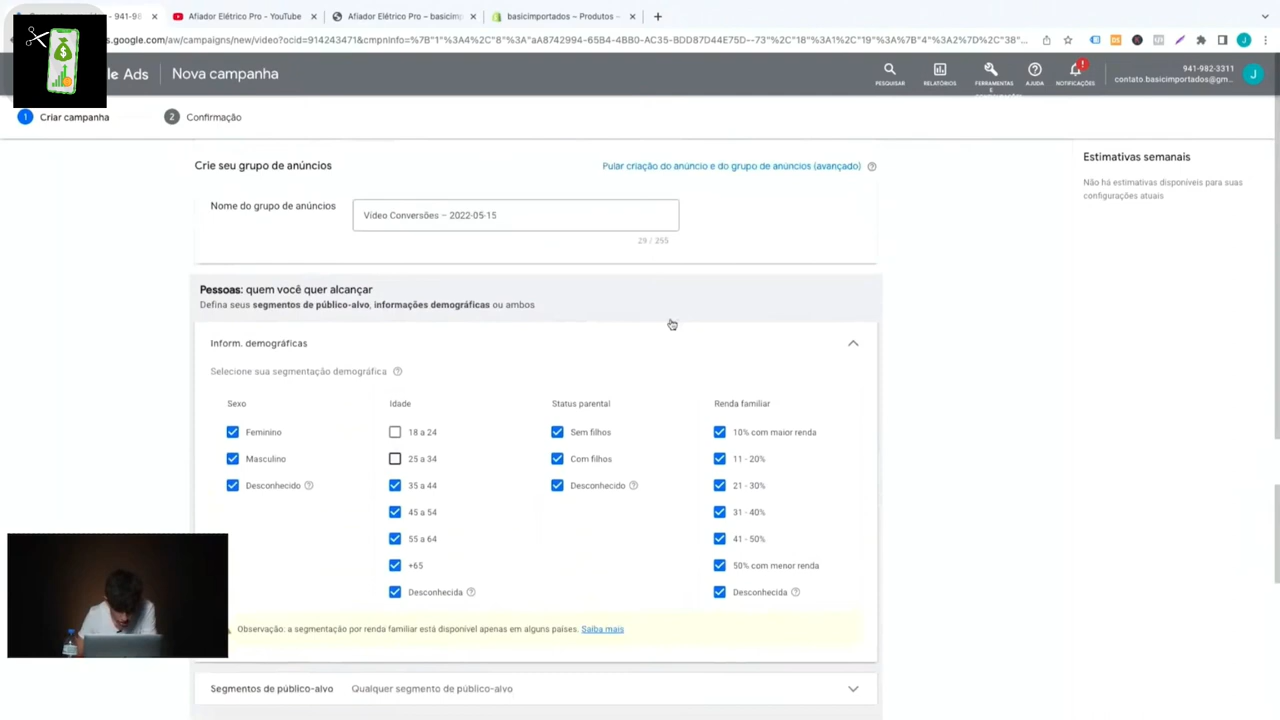 941-98
Afiador Elétrico Pro - YouTube
Afiador Elétrico Pro – basicimp
basicimportados – Produtos –
s.google.com/aw/campaigns/new/video?ocid=914243471&cmpnInfo=%7B"1"%3A4%2C"8"%3A"aA8742994-65B4-4BB0-AC35-BDD87D44E75D--73"%2C"18"%3A1%2C"19"%3A%7B"4"%3A2%7D%2C"38"...
le Ads
Nova campanha
PESQUISAR
RELATÓRIOS
FERRAMENTAS
E
AJUDA
NOTIFICAÇÕES
941-982-3311
contato.basicimportados@gm...
J
1 Criar campanha
2 Confirmação
Crie seu grupo de anúncios
Pular criação do anúncio e do grupo de anúncios (avançado)
Estimativas semanais
Não há estimativas disponíveis para suas
configurações atuais
Nome do grupo de anúncios
Vídeo Conversões – 2022-05-15
29 / 255
Pessoas: quem você quer alcançar
Defina seus segmentos de público-alvo, informações demográficas ou ambos
Inform. demográficas
Selecione sua segmentação demográfica
Sexo
Feminino
Masculino
Desconhecido
Idade
18 a 24
25 a 34
35 a 44
45 a 54
55 a 64
+65
Desconhecida
Status parental
Sem filhos
Com filhos
Desconhecido
Renda familiar
10% com maior renda
11 - 20%
21 - 30%
31 - 40%
41 - 50%
50% com menor renda
Desconhecida
Observação: a segmentação por renda familiar está disponível apenas em alguns países. Saiba mais
Segmentos de público-alvo
Qualquer segmento de público-alvo